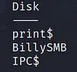 Disk
----
print$
BillySMB
IPC$